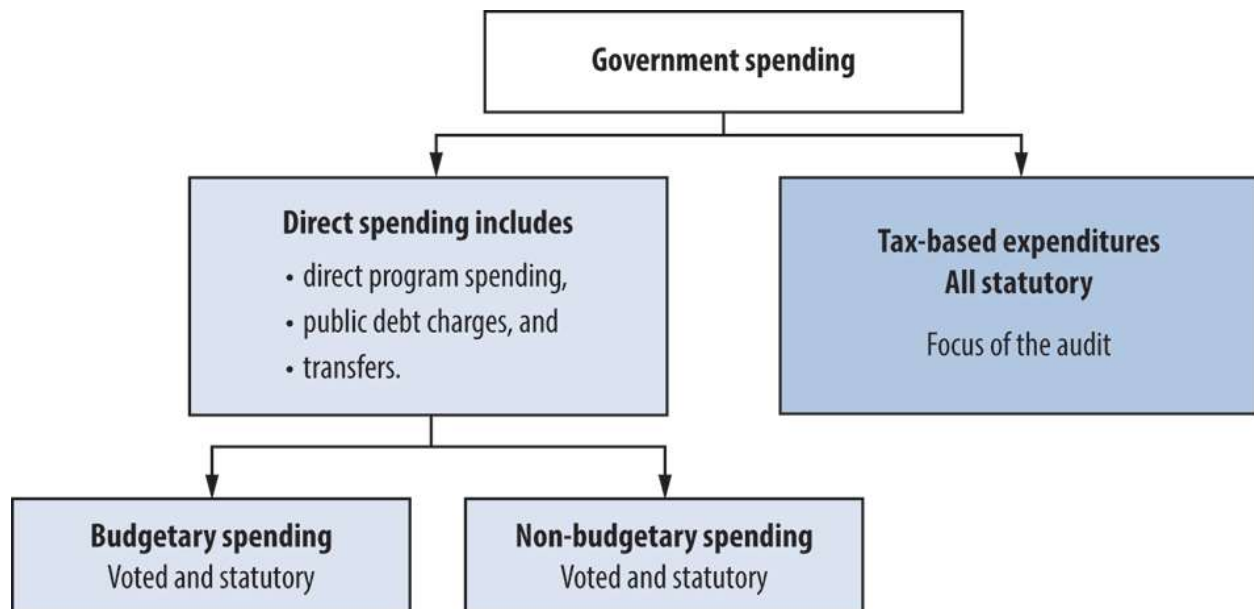 Government spending
Direct spending includes
• direct program spending,
• public debt charges, and
• transfers.
Tax-based expenditures
All statutory
Focus of the audit
Budgetary spending
Voted and statutory
Non-budgetary spending
Voted and statutory